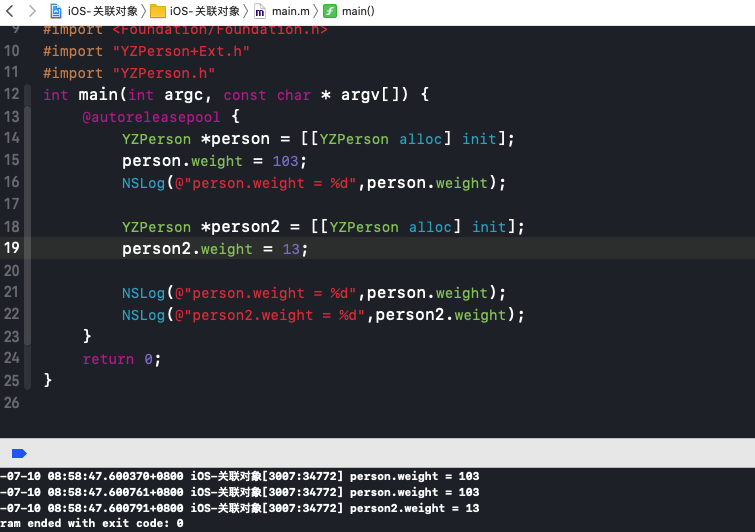 iOS-关联对象 iOS-关联对象 main.m main()
9 #import <Foundation/Foundation.h>
10 #import "YZPerson+Ext.h"
11 #import "YZPerson.h"
12 int main(int argc, const char * argv[]) {
13 @autoreleasepool {
14 YZPerson *person = [[YZPerson alloc] init];
15 person.weight = 103;
16 NSLog(@"person.weight = %d",person.weight);
17
18 YZPerson *person2 = [[YZPerson alloc] init];
19 person2.weight = 13;
20
21 NSLog(@"person.weight = %d",person.weight);
22 NSLog(@"person2.weight = %d",person2.weight);
23 }
24 return 0;
25 }
26
-07-10 08:58:47.600370+0800 iOS-关联对象[3007:34772] person.weight = 103
-07-10 08:58:47.600761+0800 iOS-关联对象[3007:34772] person.weight = 103
-07-10 08:58:47.600791+0800 iOS-关联对象[3007:34772] person2.weight = 13
ram ended with exit code: 0